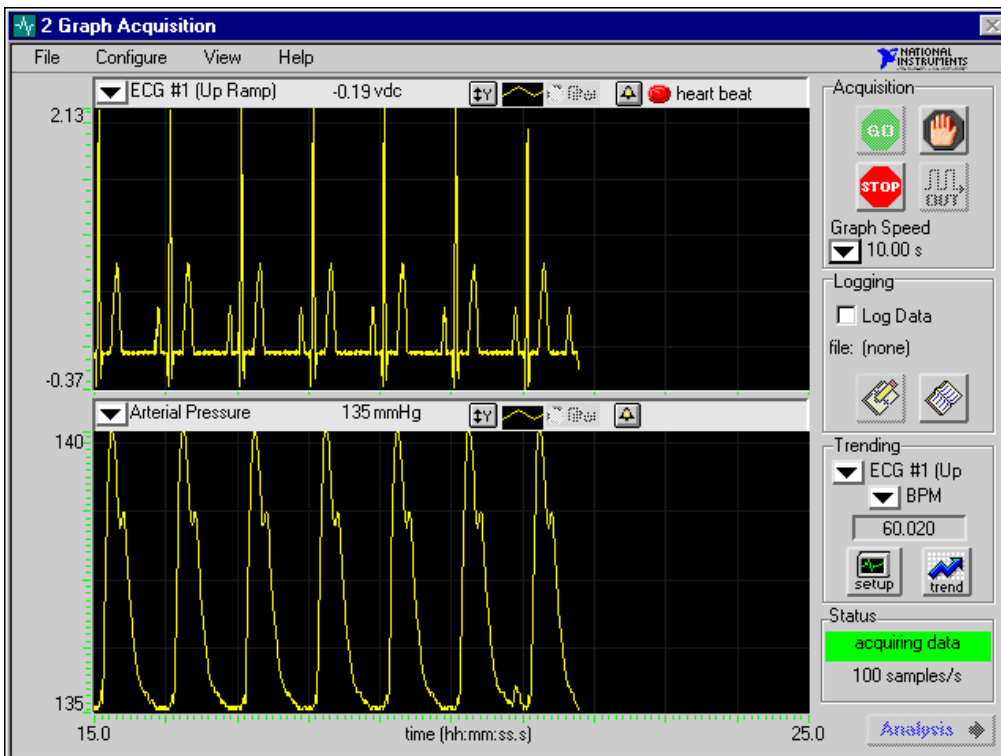 2 Graph Acquisition
File Configure View Help
NATIONAL
INSTRUMENTS
ECG #1 (Up Ramp) -0.19 vdc
Y
heart beat
2.13
-0.37
Arterial Pressure 135 mmHg
Y
140
135
15.0 time (hh:mm:ss.s) 25.0
Acquisition
GO
STOP
OUT
Graph Speed
10.00 s
Logging
Log Data
file: (none)
Trending
ECG #1 (Up
BPM
60.020
setup trend
Status
acquiring data
100 samples/s
Analysis